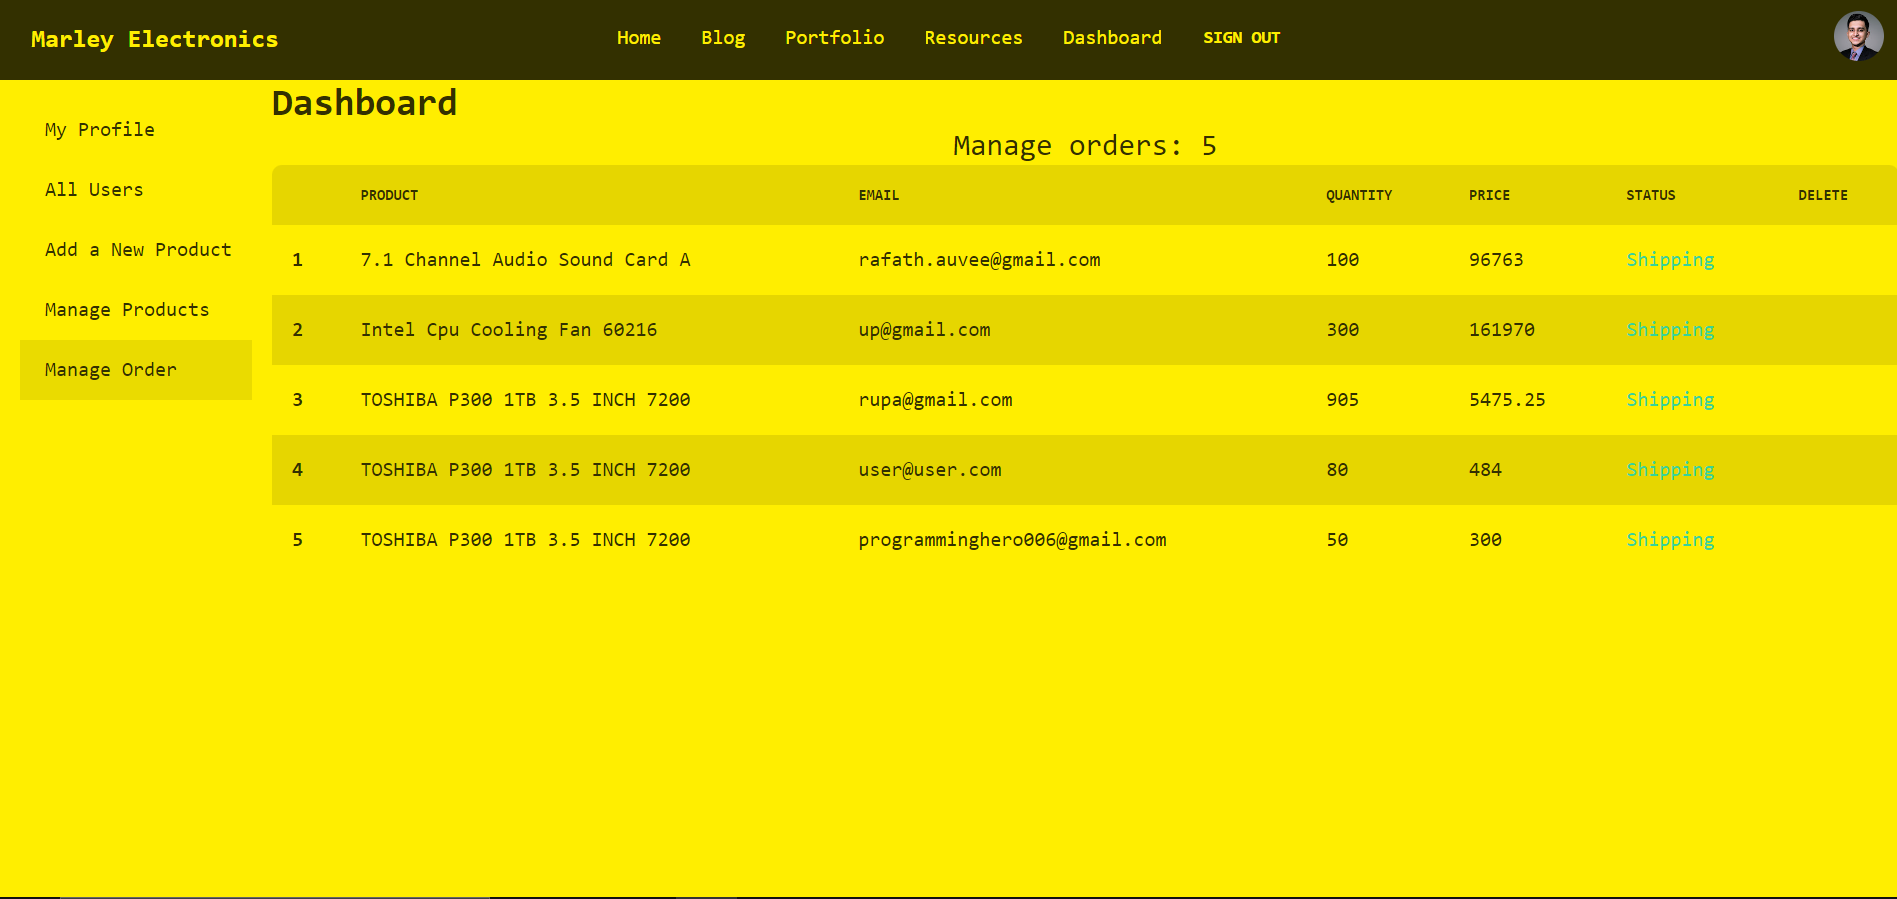 Marley Electronics Home Blog Portfolio Resources Dashboard SIGN OUT
My Profile
All Users
Add a New Product
Manage Products
Manage Order
Dashboard
Manage orders: 5
PRODUCT EMAIL QUANTITY PRICE STATUS DELETE
1 7.1 Channel Audio Sound Card A rafath.auvee@gmail.com 100 96763 Shipping
2 Intel Cpu Cooling Fan 60216 up@gmail.com 300 161970 Shipping
3 TOSHIBA P300 1TB 3.5 INCH 7200 rupa@gmail.com 905 5475.25 Shipping
4 TOSHIBA P300 1TB 3.5 INCH 7200 user@user.com 80 484 Shipping
5 TOSHIBA P300 1TB 3.5 INCH 7200 programminghero006@gmail.com 50 300 Shipping